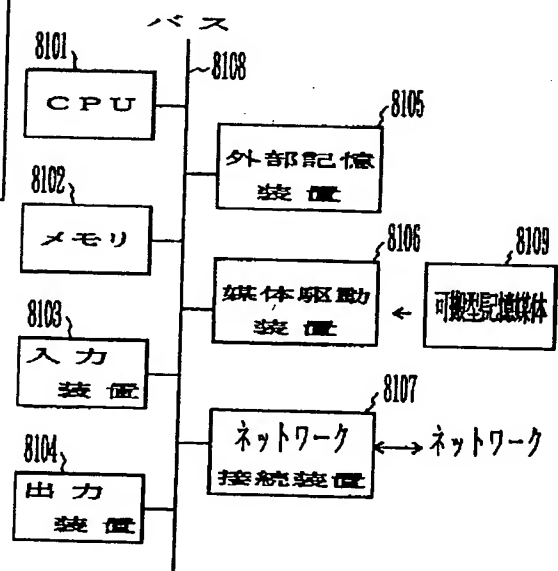 バス
8108
8101
CPU
8102
メモリ
8103
入力
装置
8104
出力
装置
8105
外部記憶
装置
8106
媒体駆動
装置
8109
可搬型記憶媒体
8107
ネットワーク
接続装置
ネットワーク